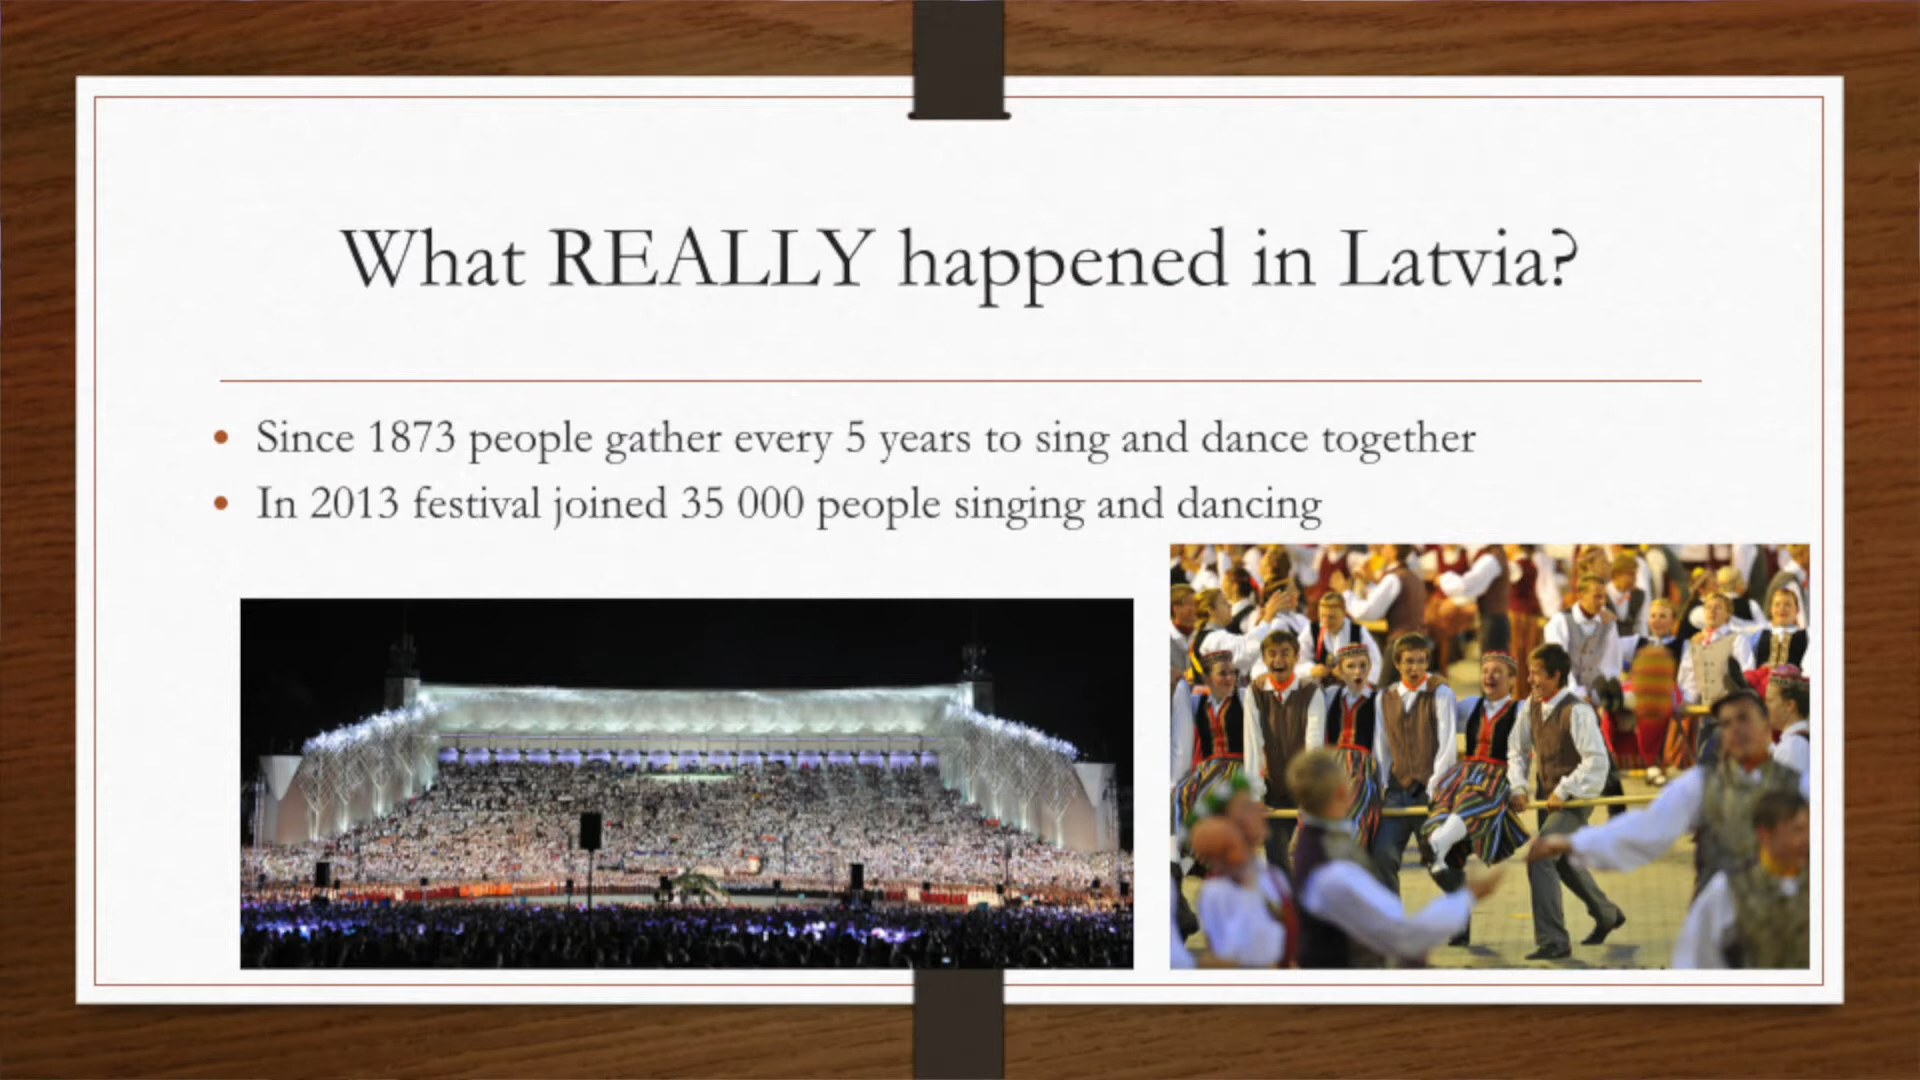 What REALLY happened in Latvia?
• Since 1873 people gather every 5 years to sing and dance together
• In 2013 festival joined 35 000 people singing and dancing